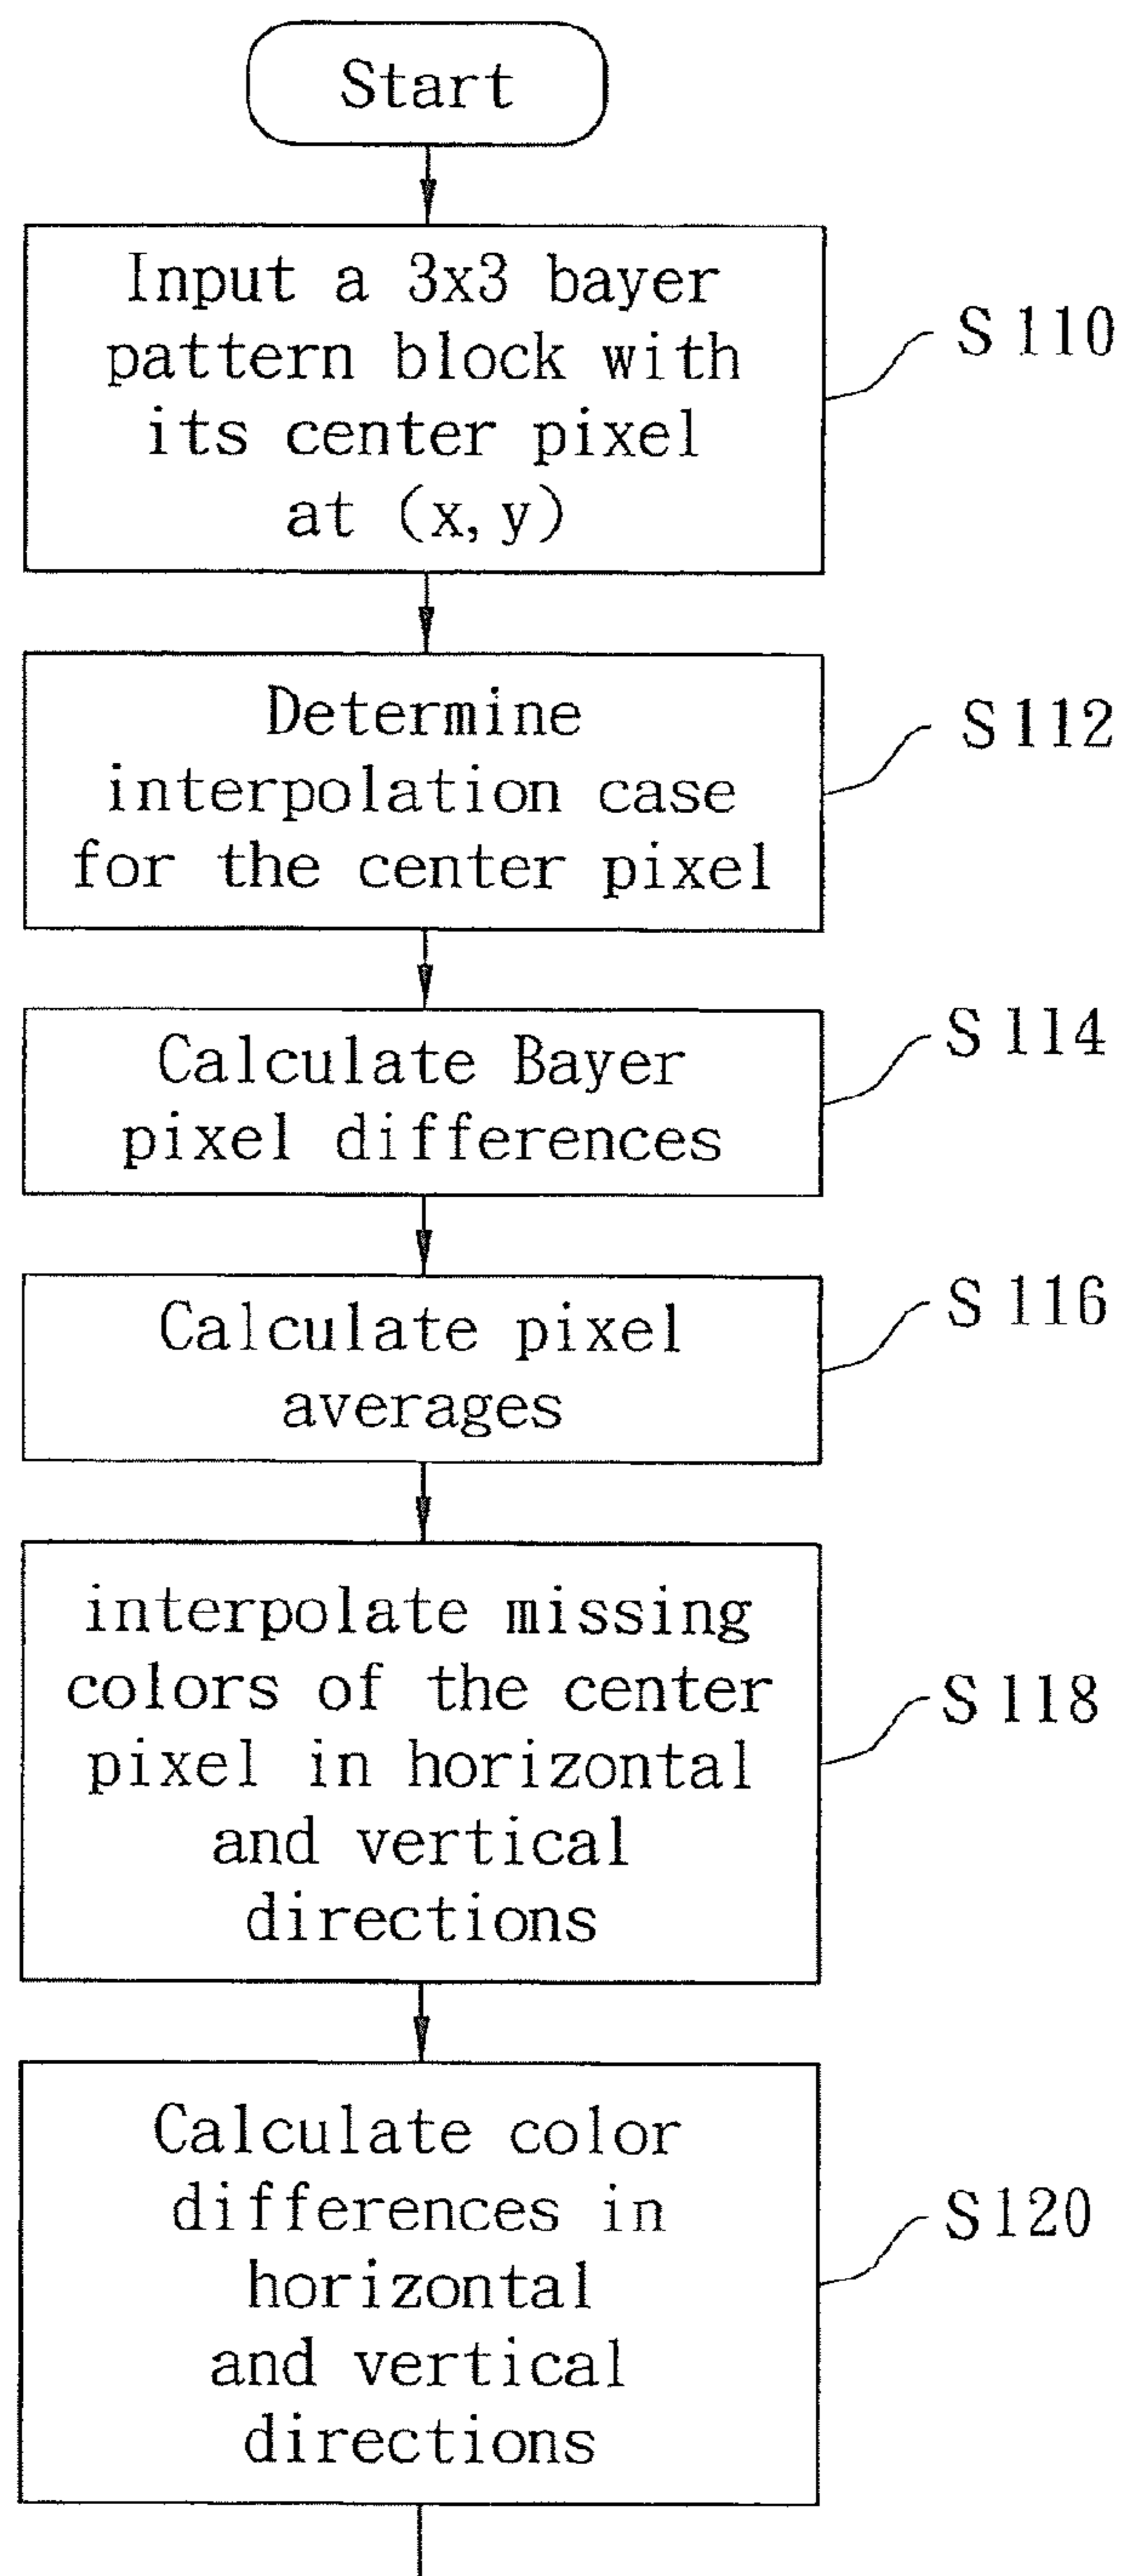 Start
Input a 3x3 bayer
pattern block with
its center pixel
at (x,y)
S110
Determine
interpolation case
for the center pixel
S112
Calculate Bayer
pixel differences
S114
Calculate pixel
averages
S116
interpolate missing
colors of the center
pixel in horizontal
and vertical
directions
S118
Calculate color
differences in
horizontal
and vertical
directions
S120